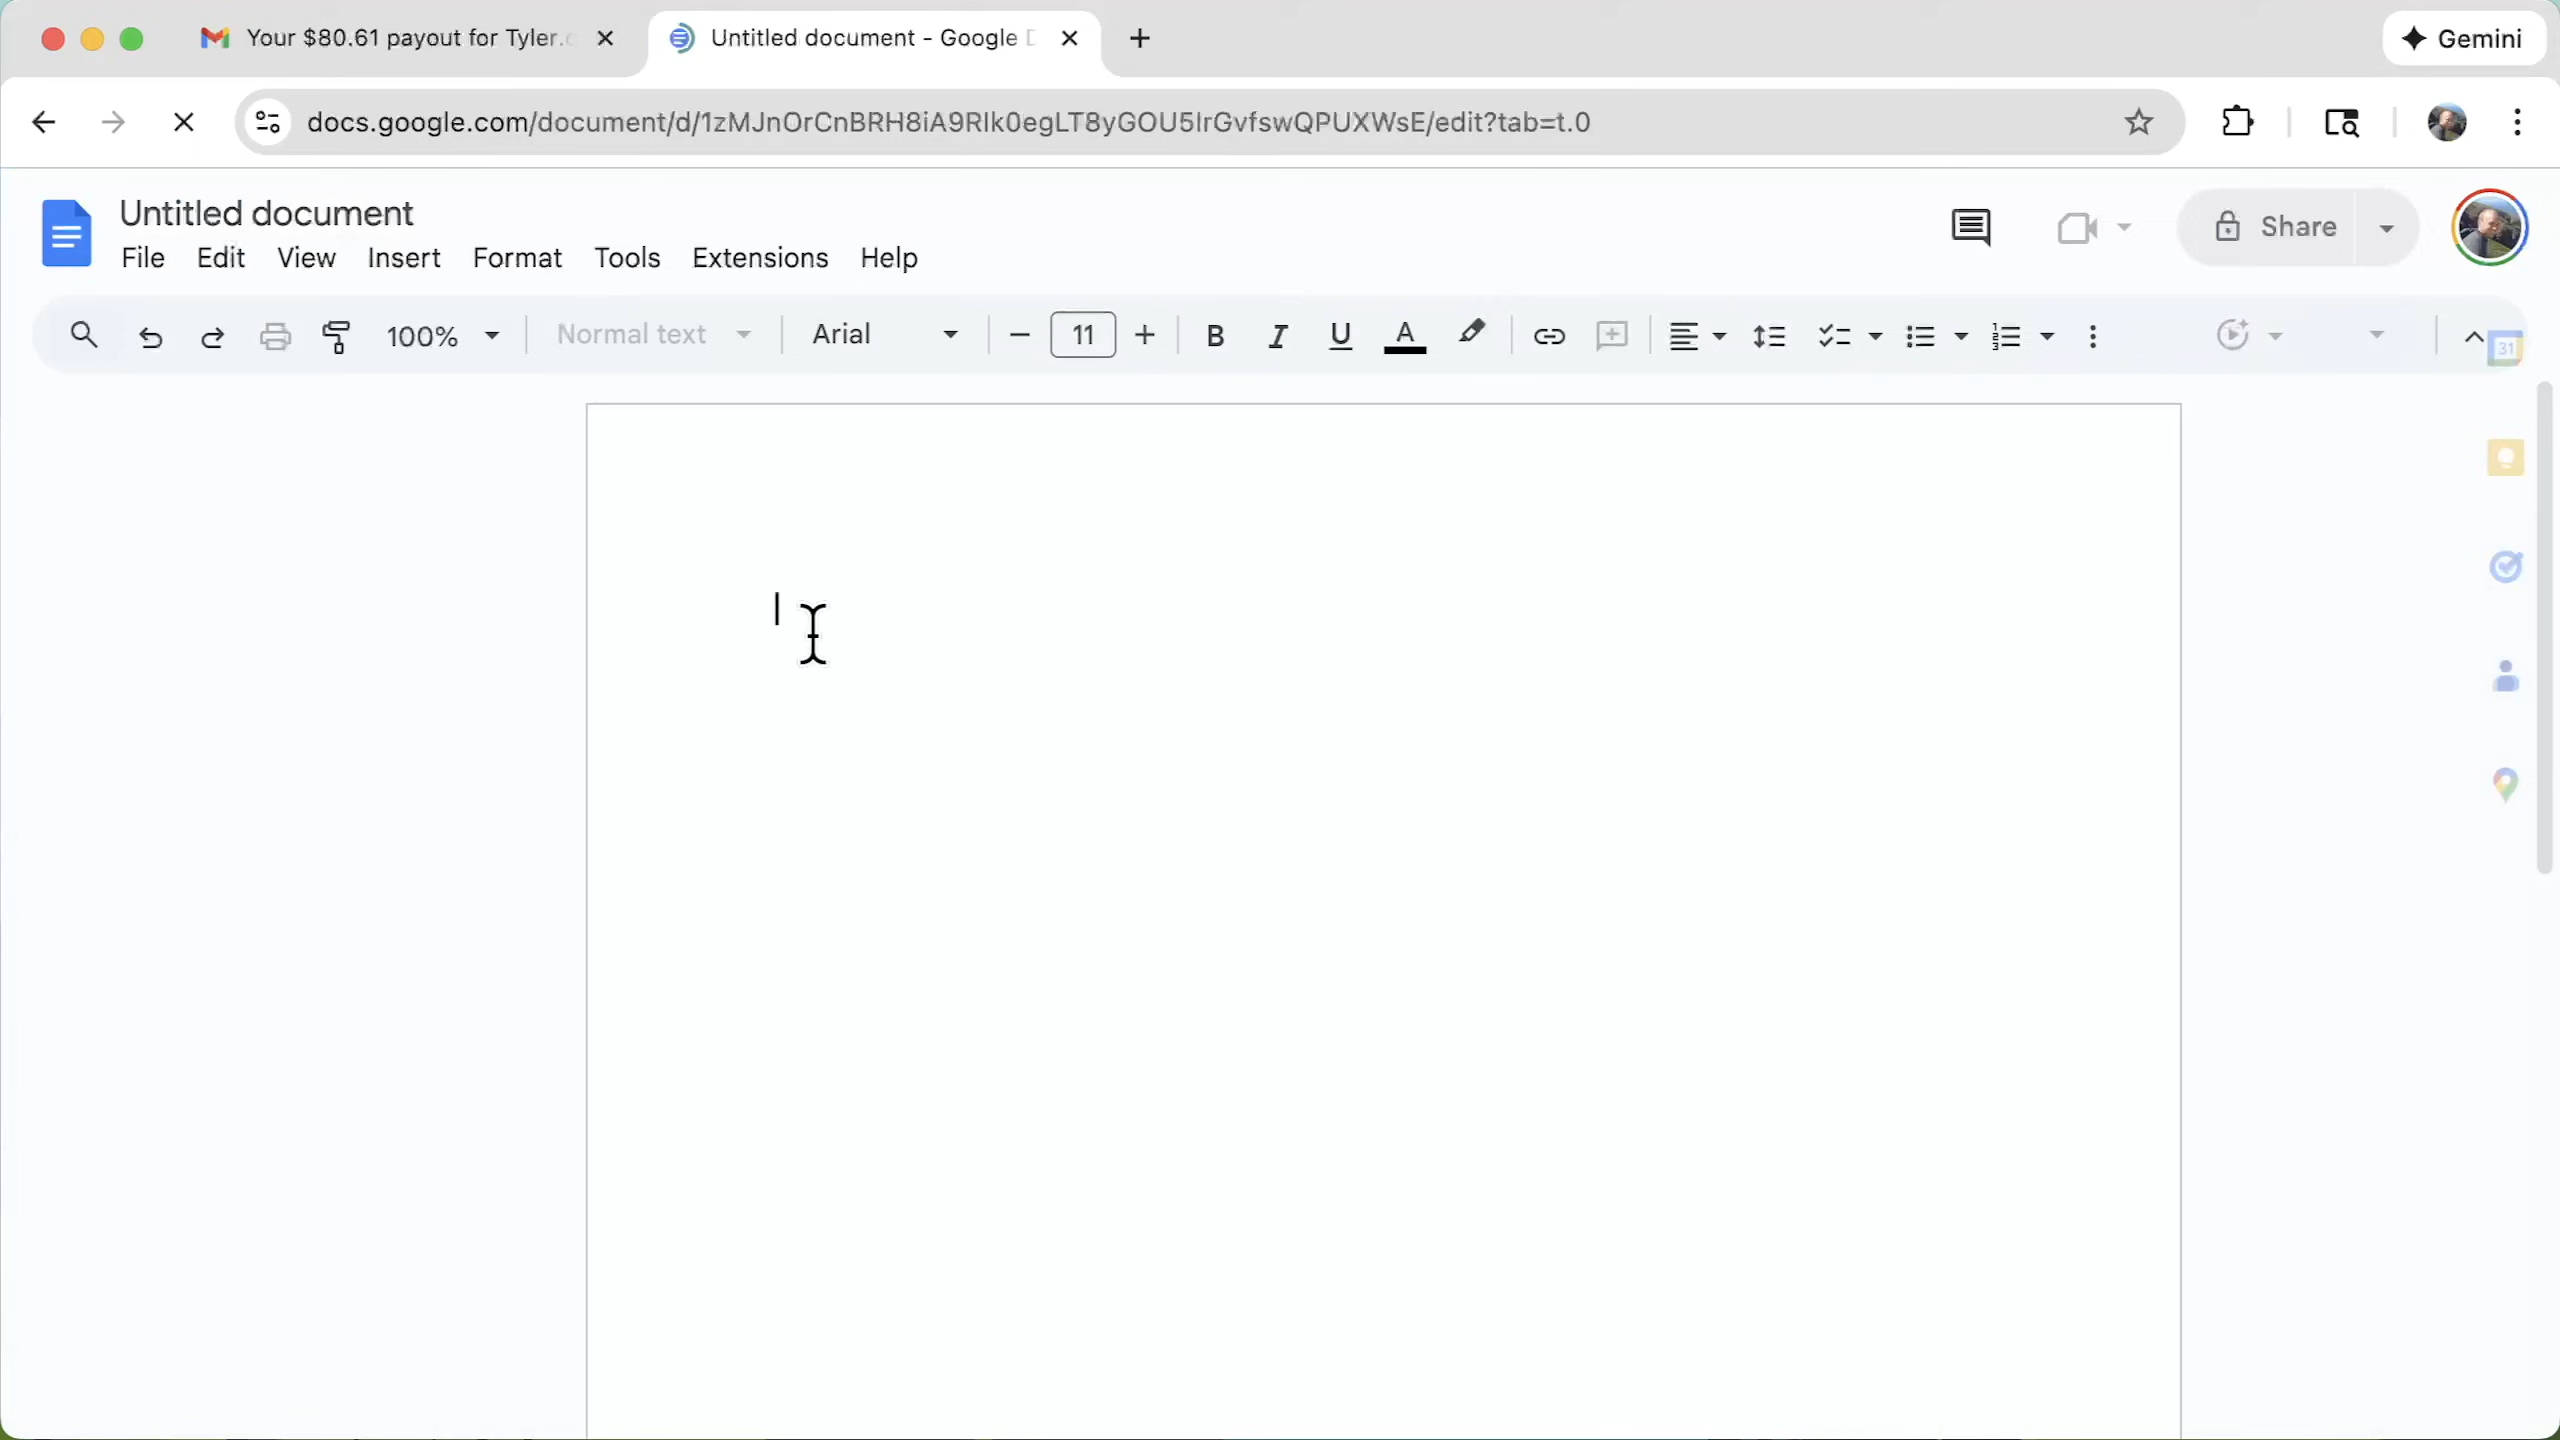 Your $80.61 payout for Tyler.
Untitled document - Google
Gemini
docs.google.com/document/d/1zMJnOrCnBRH8iA9RIk0egLT8yGOU5IrGvfswQPUXWsE/edit?tab=t.0
Untitled document
File Edit View Insert Format Tools Extensions Help
Share
100% Normal text Arial 11 B I U A
31